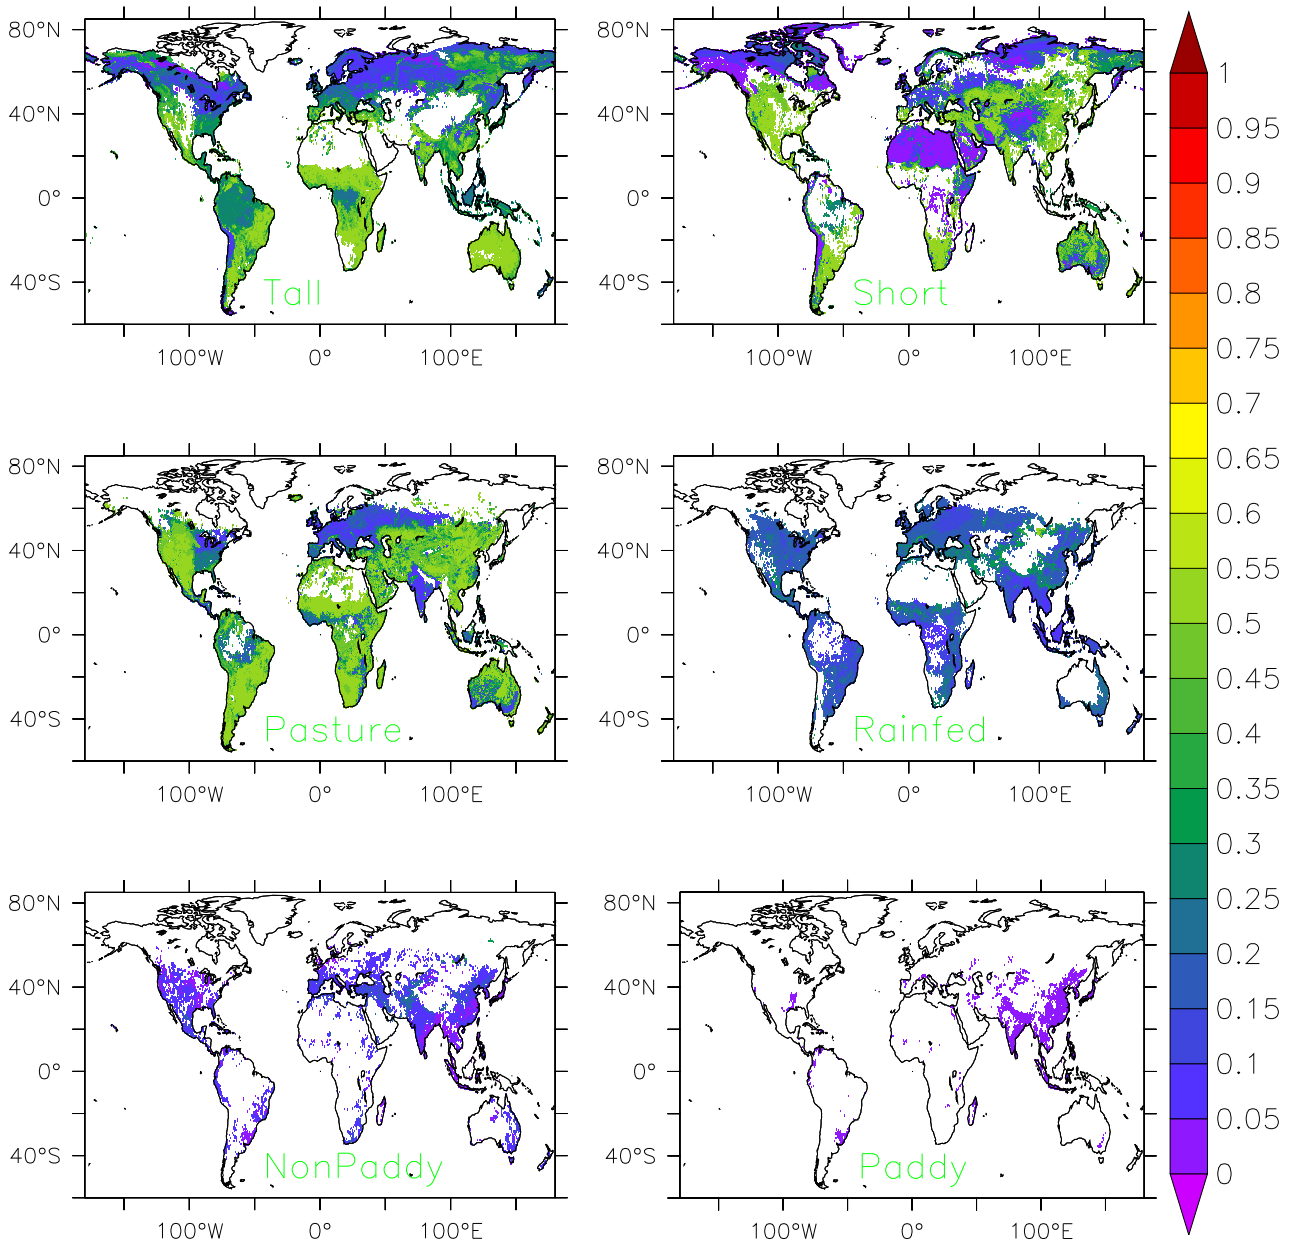 80°N
40°N
0°
40°S
100°W
0°
100°E
Tall
80°N
40°N
0°
40°S
100°W
0°
100°E
Short
80°N
40°N
0°
40°S
100°W
0°
100°E
Pasture
80°N
40°N
0°
40°S
100°W
0°
100°E
Rainfed
80°N
40°N
0°
40°S
100°W
0°
100°E
NonPaddy
80°N
40°N
0°
40°S
100°W
0°
100°E
Paddy
1
0.95
0.9
0.85
0.8
0.75
0.7
0.65
0.6
0.55
0.5
0.45
0.4
0.35
0.3
0.25
0.2
0.15
0.1
0.05
0